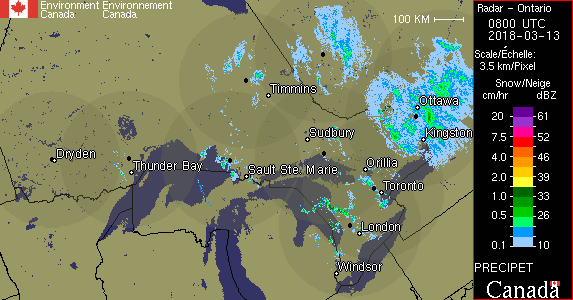 Environment Environnement
Canada Canada
100 KM
Timmins
Ottawa
Sudbury
Kingston
Dryden
Thunder Bay
Sault Ste. Marie
Orillia
Toronto
London
Windsor
Radar - Ontario
0800 UTC
2018-03-13
Scale/Échelle:
3.5 km/Pixel
Snow/Neige
cm/hr dBZ
20 61
7.5 52
4.0 46
2.0 39
1.0 33
0.5 26
0.1 10
PRECIPET
Canada